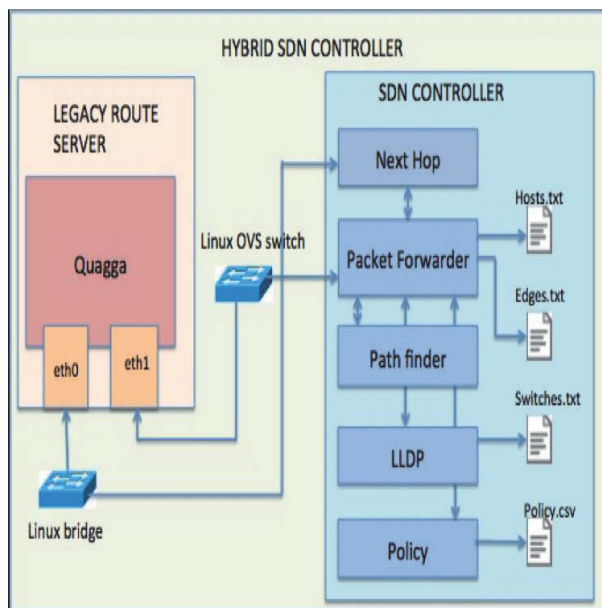 HYBRID SDN CONTROLLER
LEGACY ROUTE
SERVER
Quagga
eth0
eth1
Linux bridge
Linux OVS switch
SDN CONTROLLER
Next Hop
Packet Forwarder
Path finder
LLDP
Policy
Hosts.txt
Edges.txt
Switches.txt
Policy.csv